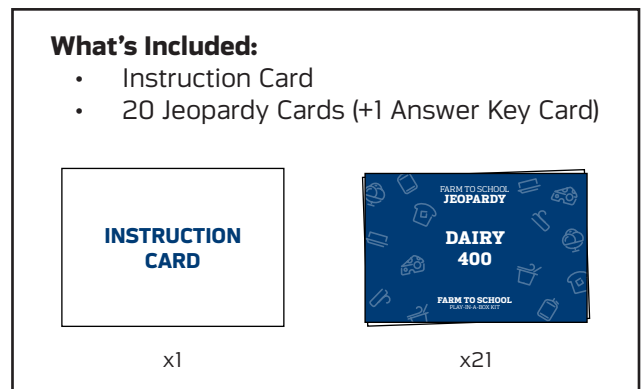 What's Included:
• Instruction Card
• 20 Jeopardy Cards (+1 Answer Key Card)
INSTRUCTION
CARD
x1
FARM TO SCHOOL
JEOPARDY
DAIRY
400
FARM TO SCHOOL
PLAY-IN-A-BOX KIT
x21